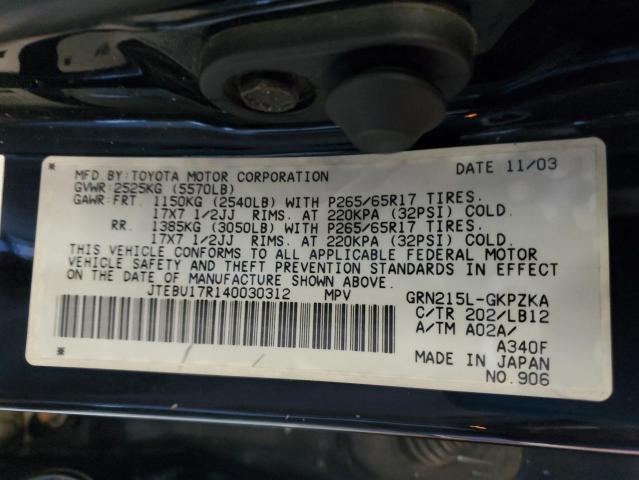 MFD.BY:TOYOTA MOTOR CORPORATION DATE 11/03
GVWR:2525KG (5570LB)
GAWR:FRT. 1150KG (2540LB) WITH P265/65R17 TIRES.
17X7 1/2JJ RIMS. AT 220KPA (32PSI) COLD.
RR. 1385KG (3050LB) WITH P265/65R17 TIRES.
17X7 1/2JJ RIMS. AT 220KPA (32PSI) COLD.
THIS VEHICLE CONFORMS TO ALL APPLICABLE FEDERAL MOTOR
VEHICLE SAFETY AND THEFT PREVENTION STANDARDS IN EFFECT
ON THE DATE OF MANUFACTURE SHOWN ABOVE.
JTEBU17R140030312 MPV GRN215L-GKPZKA
C/TR 202/LB12
A/TM A02A/
A340F
MADE IN JAPAN
NO.906